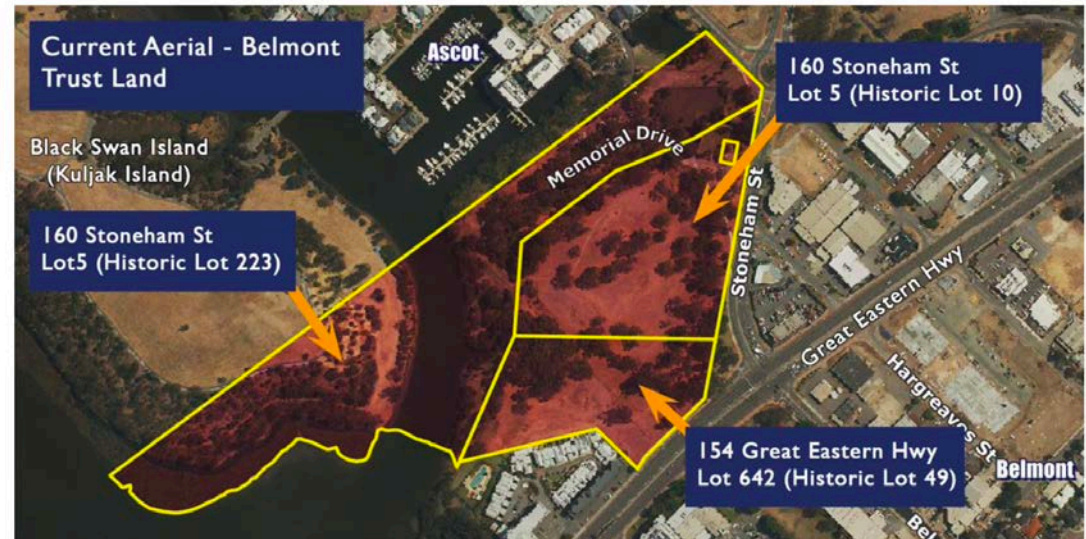 Current Aerial - Belmont
Trust Land
Ascot
160 Stoneham St
Lot 5 (Historic Lot 10)
Black Swan Island
(Kuljak Island)
Memorial Drive
160 Stoneham St
Lot5 (Historic Lot 223)
Stoneham St
Great Eastern Hwy
Hargreaves St
154 Great Eastern Hwy
Lot 642 (Historic Lot 49)
Belmont